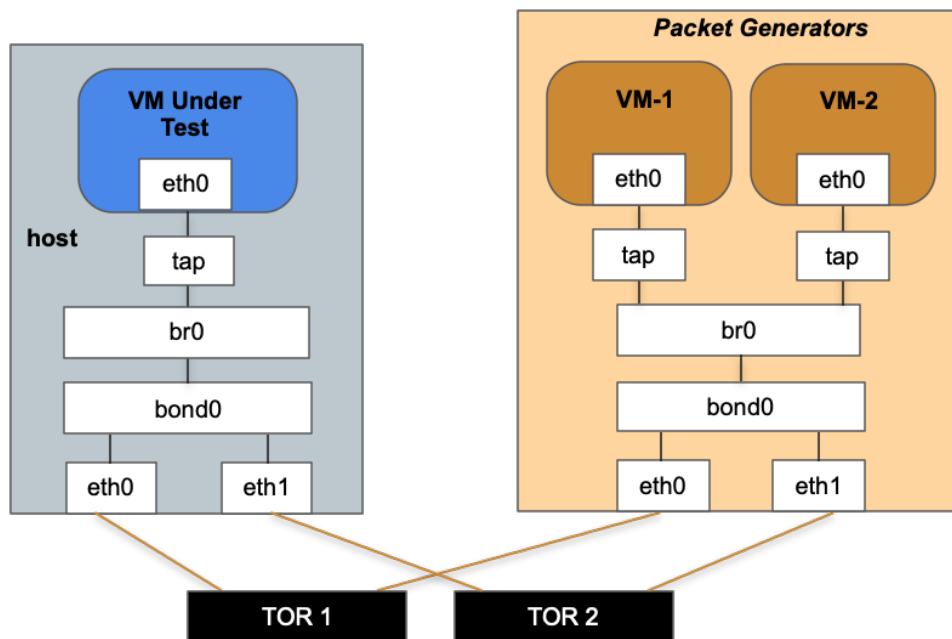 Packet Generators
VM Under
Test
eth0
host
tap
br0
bond0
eth0
eth1
VM-1
VM-2
eth0
eth0
tap
tap
br0
bond0
eth0
eth1
TOR 1
TOR 2